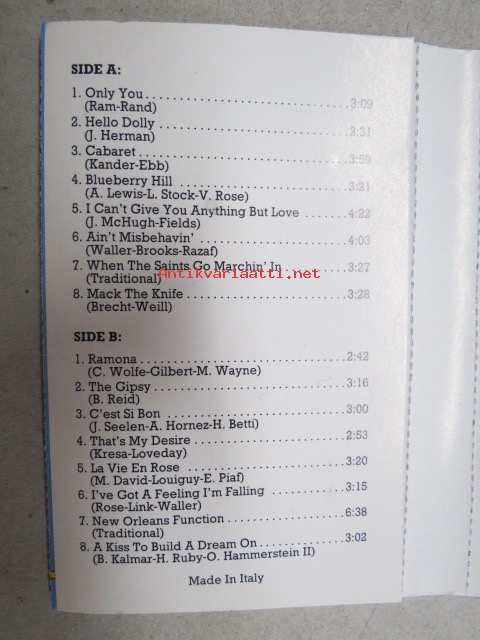 SIDE A:
1. Only You..............................3:09
(Ram-Rand)
2. Hello Dolly...........................2:31
(J. Herman)
3. Cabaret...............................3:59
(Kander-Ebb)
4. Blueberry Hill........................3:21
(A. Lewis-L. Stock-V. Rose)
5. I Can't Give You Anything But Love.......4:22
(J. McHugh-Fields)
6. Ain't Misbehavin'.....................4:03
(Waller-Brooks-Razaf)
7. When The Saints Go Marchin' In.........3:27
Antikvariaatti.net
(Traditional)
8. Mack The Knife........................3:28
(Brecht-Weill)
SIDE B:
1. Ramona................................2:42
(C. Wolfe-Gilbert-M. Wayne)
2. The Gipsy.............................3:16
(B. Reid)
3. C'est Si Bon..........................3:00
(J. Seelen-A. Hornez-H. Betti)
4. That's My Desire......................2:53
(Kresa-Loveday)
5. La Vie En Rose........................3:20
(M. David-Louiguy-E. Piaf)
6. I've Got A Feeling I'm Falling..........3:15
(Rose-Link-Waller)
7. New Orleans Function..................6:38
(Traditional)
8. A Kiss To Build A Dream On.............3:02
(B. Kalmar-H. Ruby-O. Hammerstein II)
Made In Italy